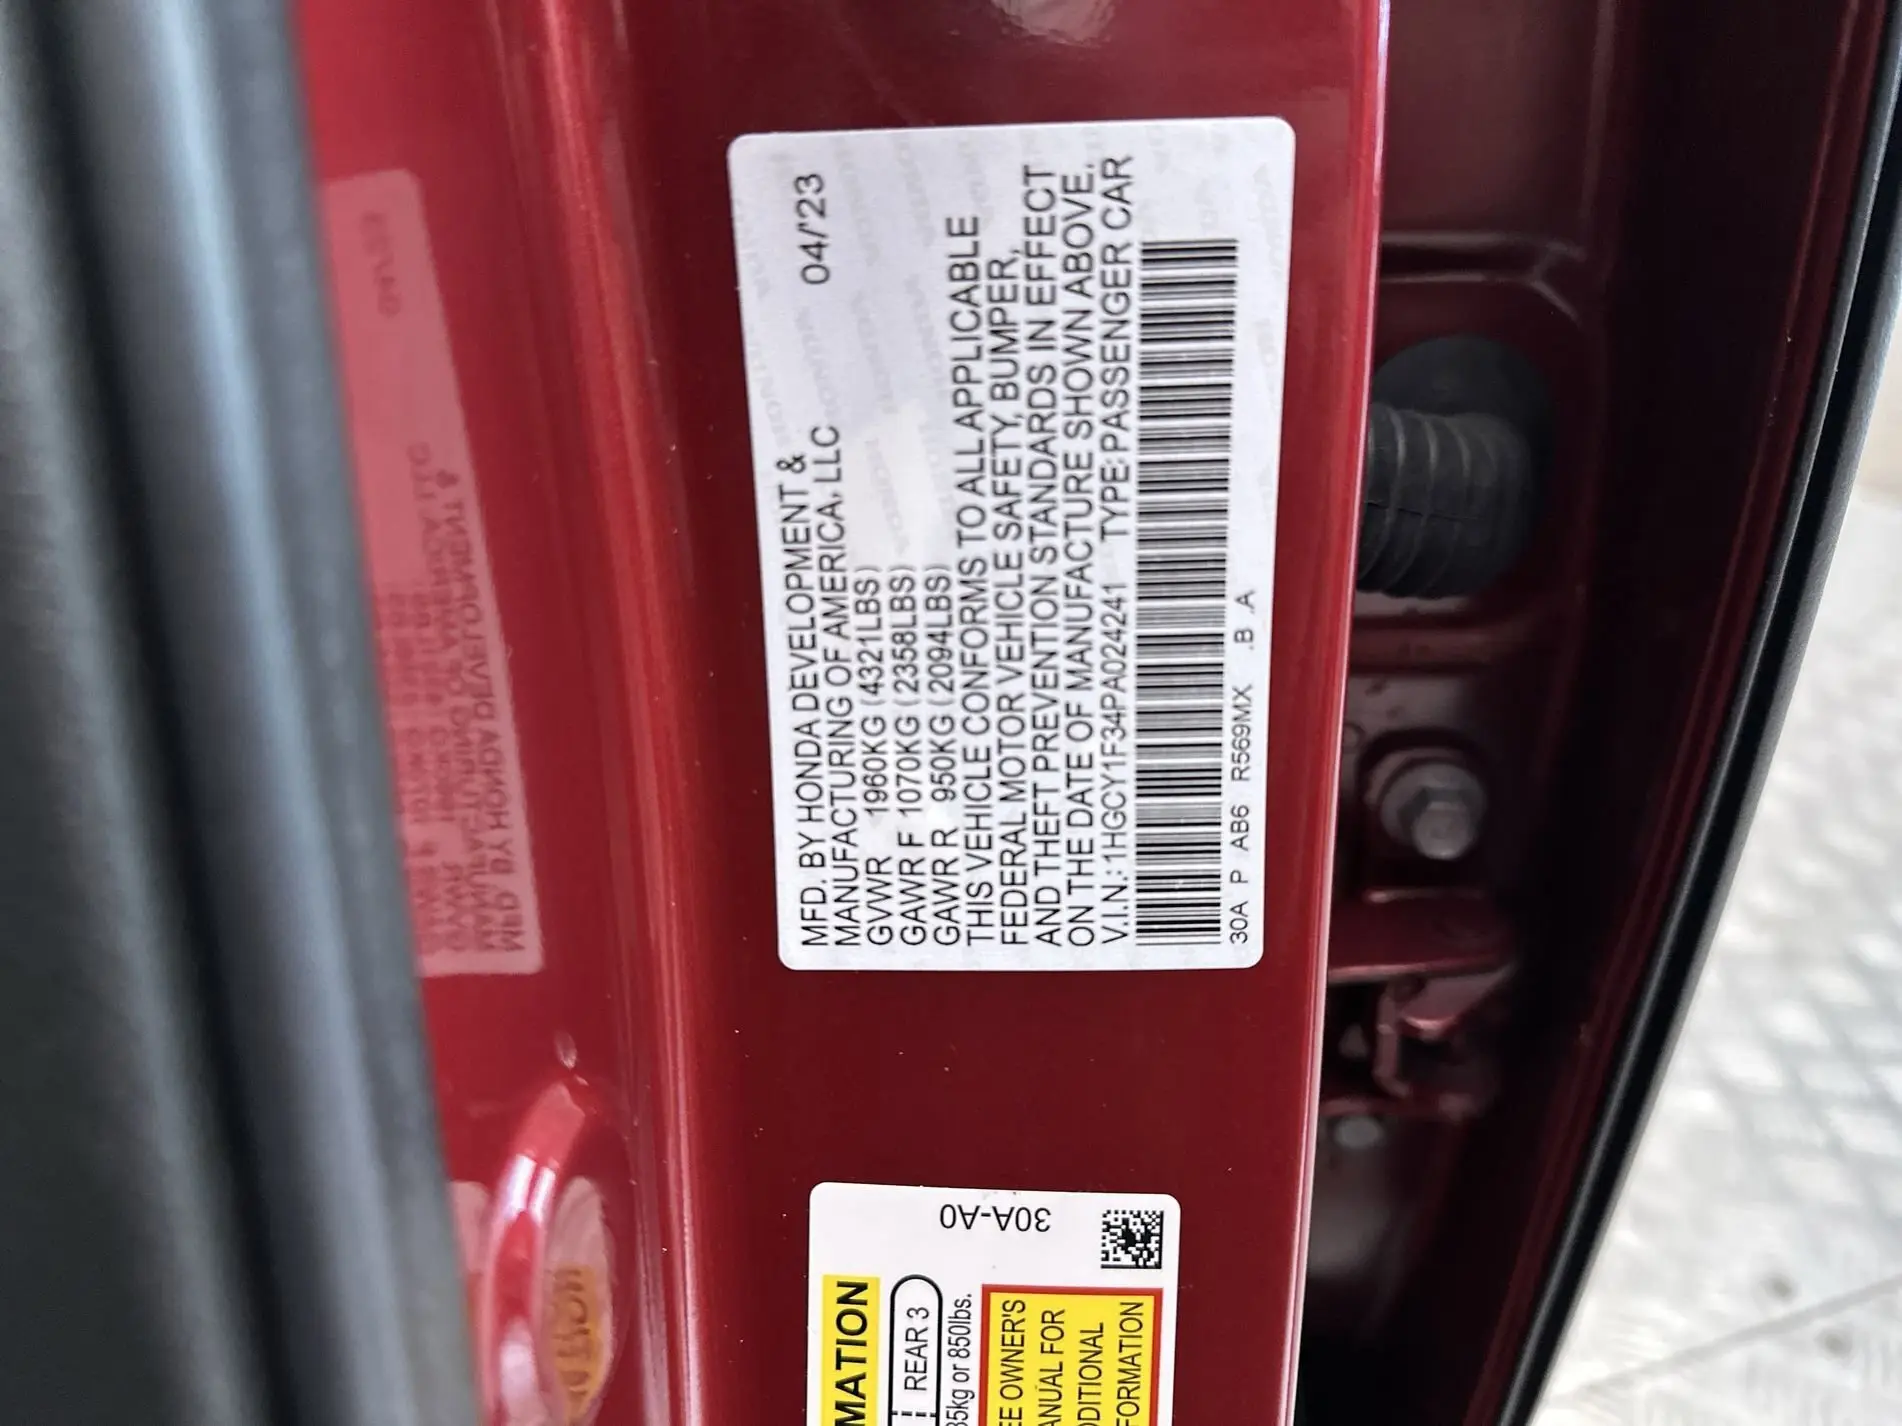 04/'23
MFD. BY HONDA DEVELOPMENT &
MANUFACTURING OF AMERICA, LLC
GVWR 1960KG (4321LBS)
GAWR F 1070KG (2358LBS)
GAWR R 950KG (2094LBS)
THIS VEHICLE CONFORMS TO ALL APPLICABLE
FEDERAL MOTOR VEHICLE SAFETY, BUMPER,
AND THEFT PREVENTION STANDARDS IN EFFECT
ON THE DATE OF MANUFACTURE SHOWN ABOVE.
V.I.N.: 1HGCY1F34PA024241 TYPE:PASSENGER CAR
30A P AB6 R569MX .B .A
30A-A0
MATION
REAR 3
85kg or 850lbs.
EE OWNER'S
ANUAL FOR
DDITIONAL
FORMATION